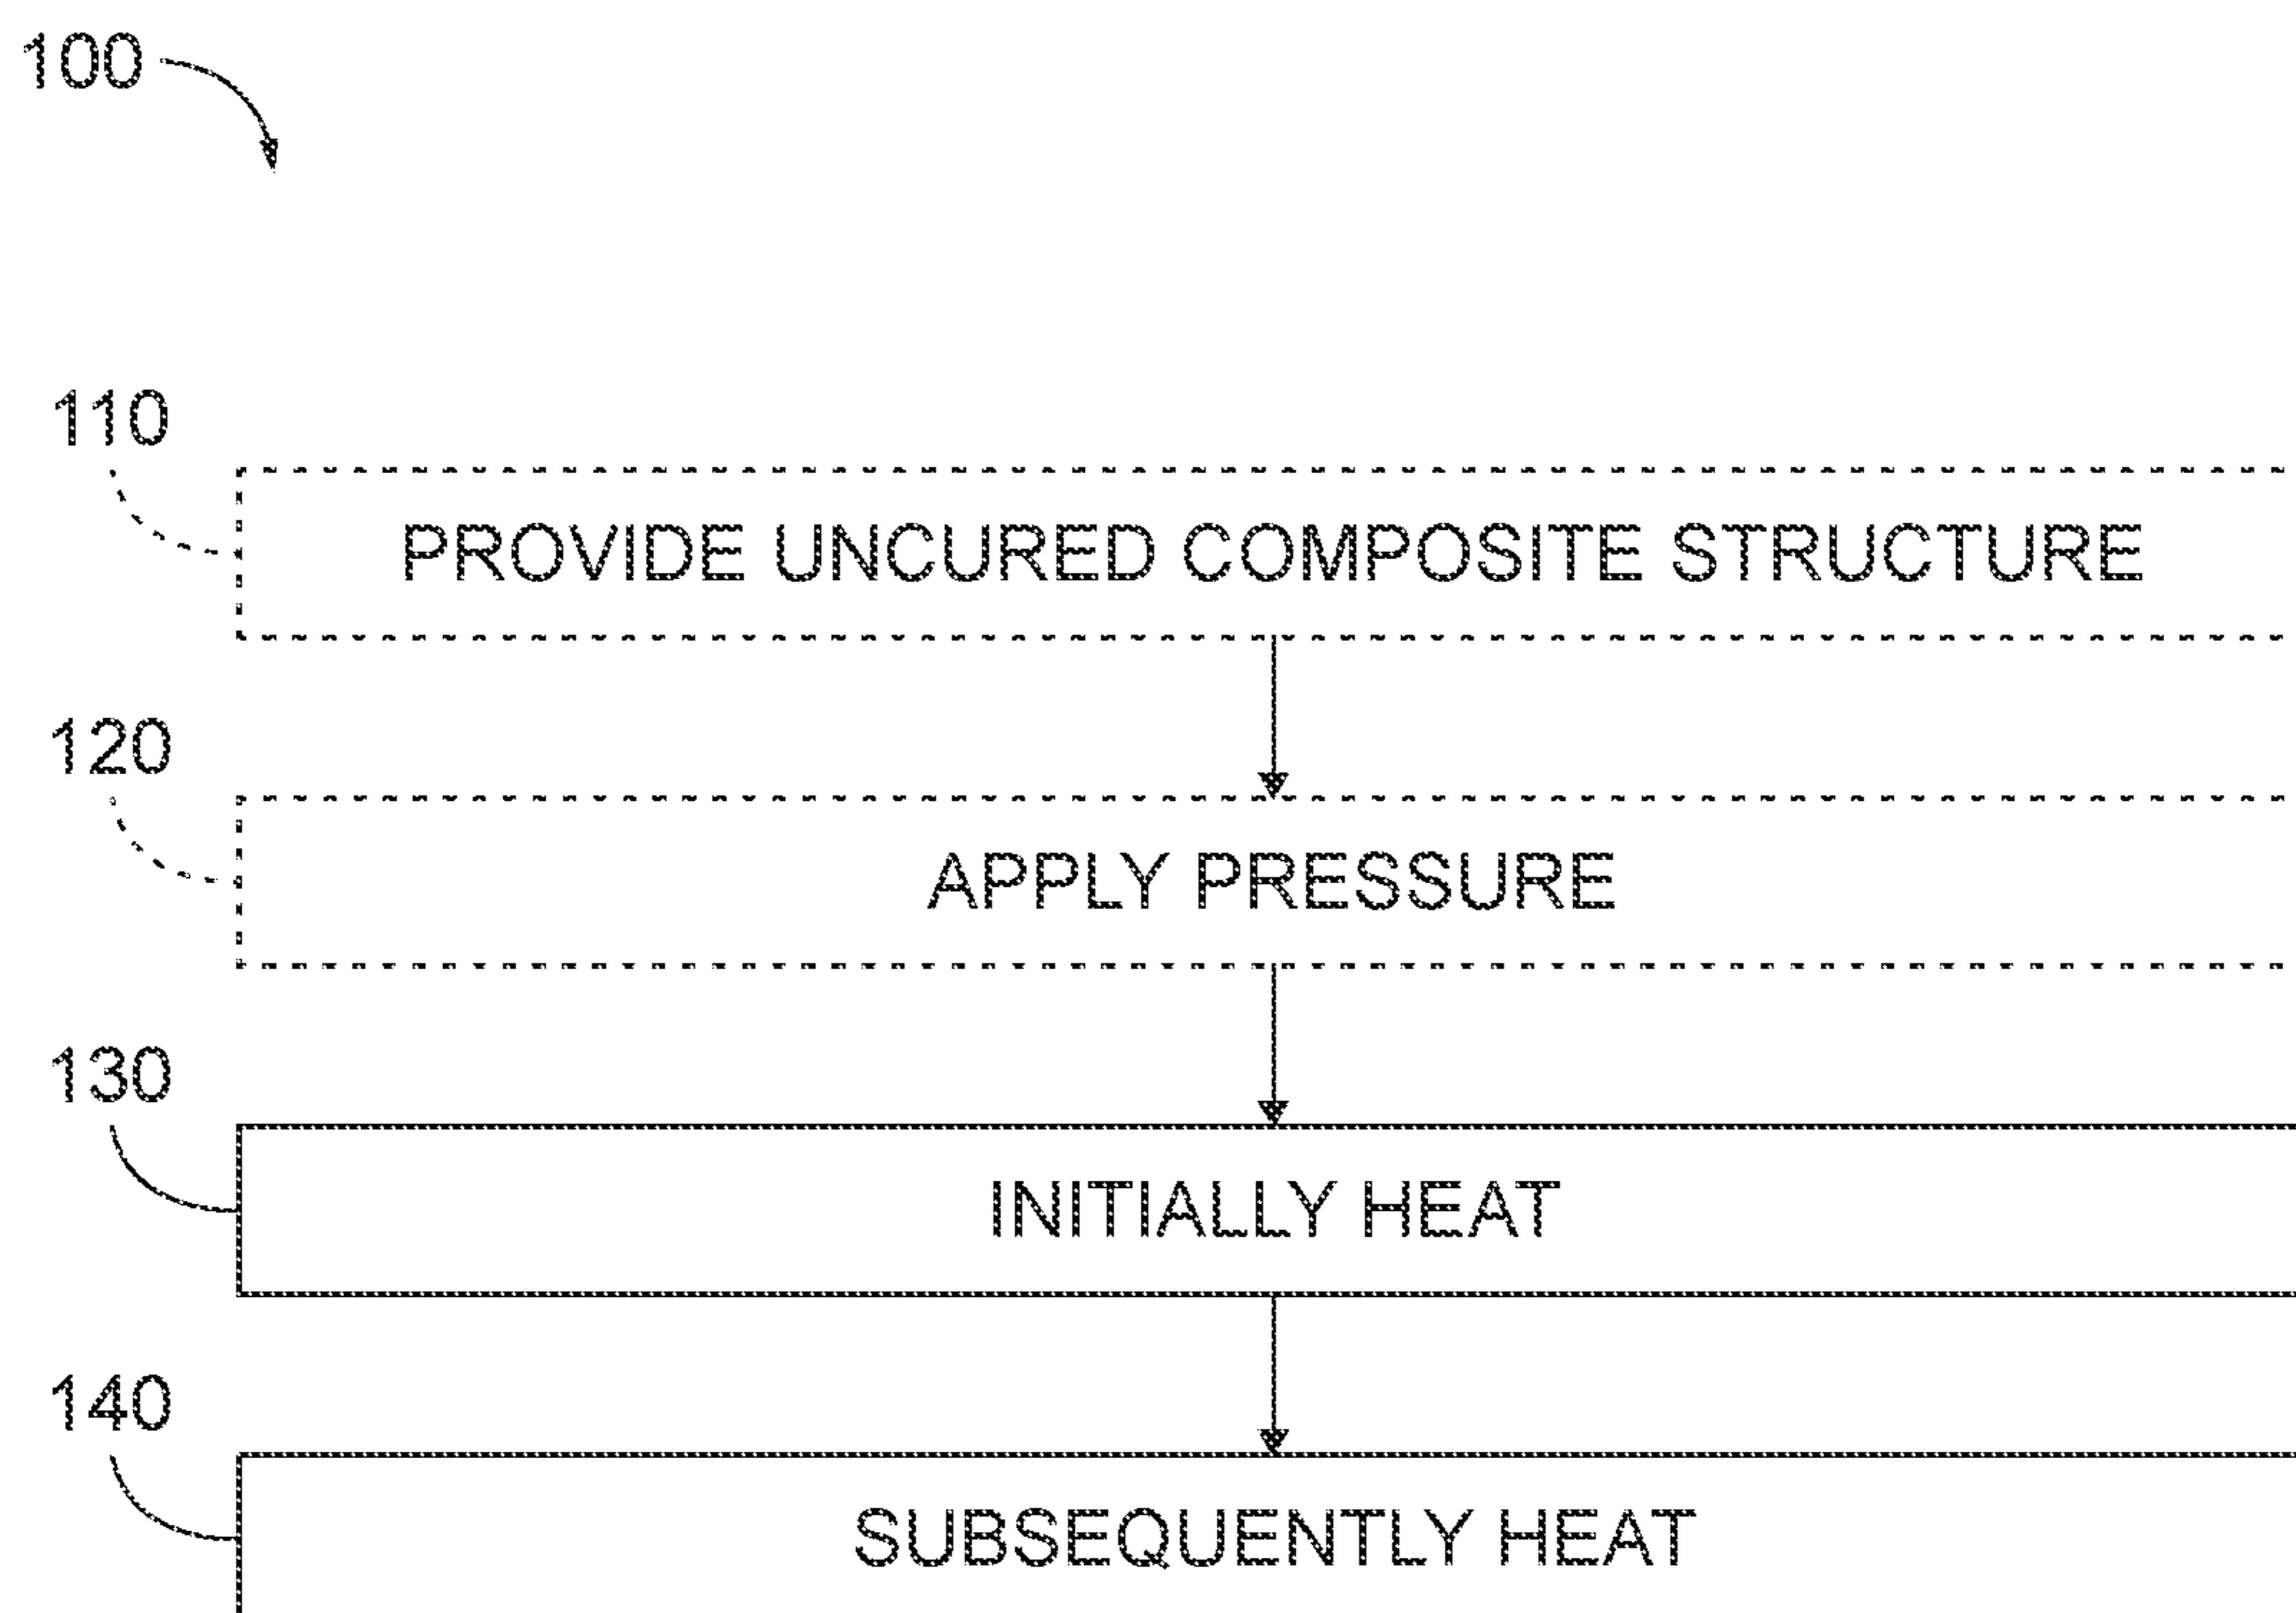 100
110
PROVIDE UNCURED COMPOSITE STRUCTURE
120
APPLY PRESSURE
130
INITIALLY HEAT
140
SUBSEQUENTLY HEAT